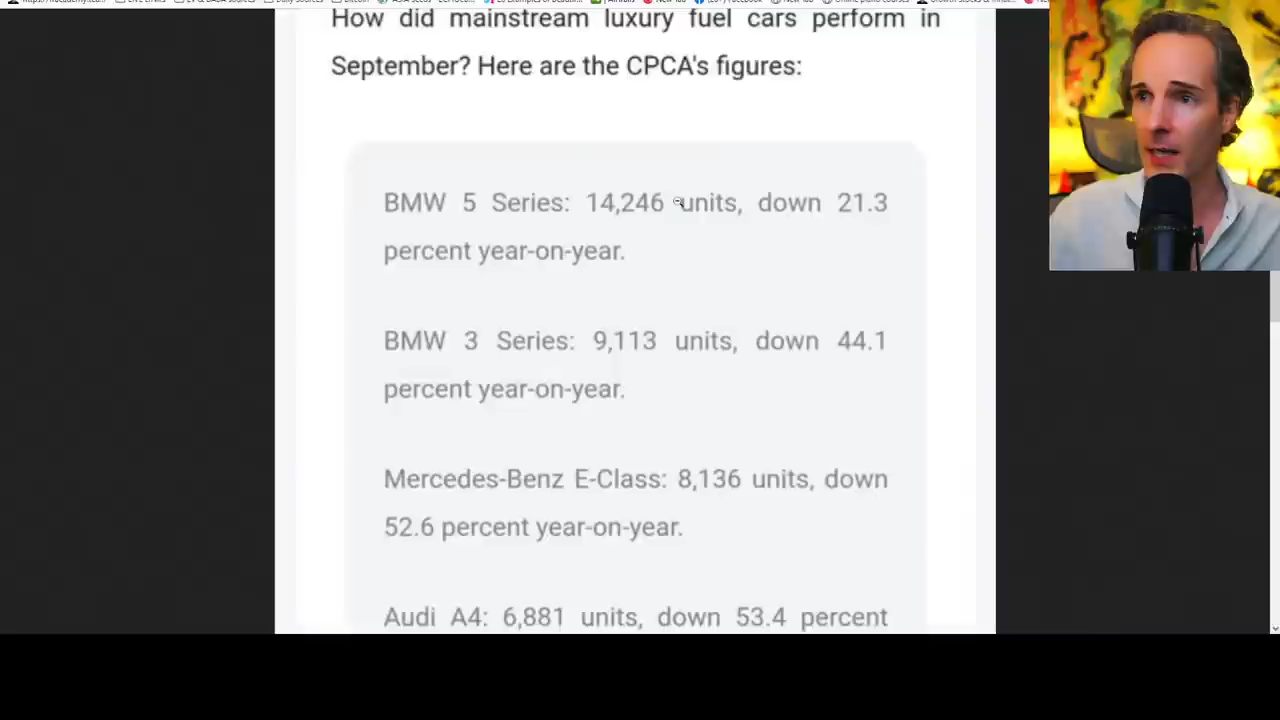 How did mainstream luxury fuel cars perform in
September? Here are the CPCA's figures:
BMW 5 Series: 14,246 units, down 21.3
percent year-on-year.
BMW 3 Series: 9,113 units, down 44.1
percent year-on-year.
Mercedes-Benz E-Class: 8,136 units, down
52.6 percent year-on-year.
Audi A4: 6,881 units, down 53.4 percent